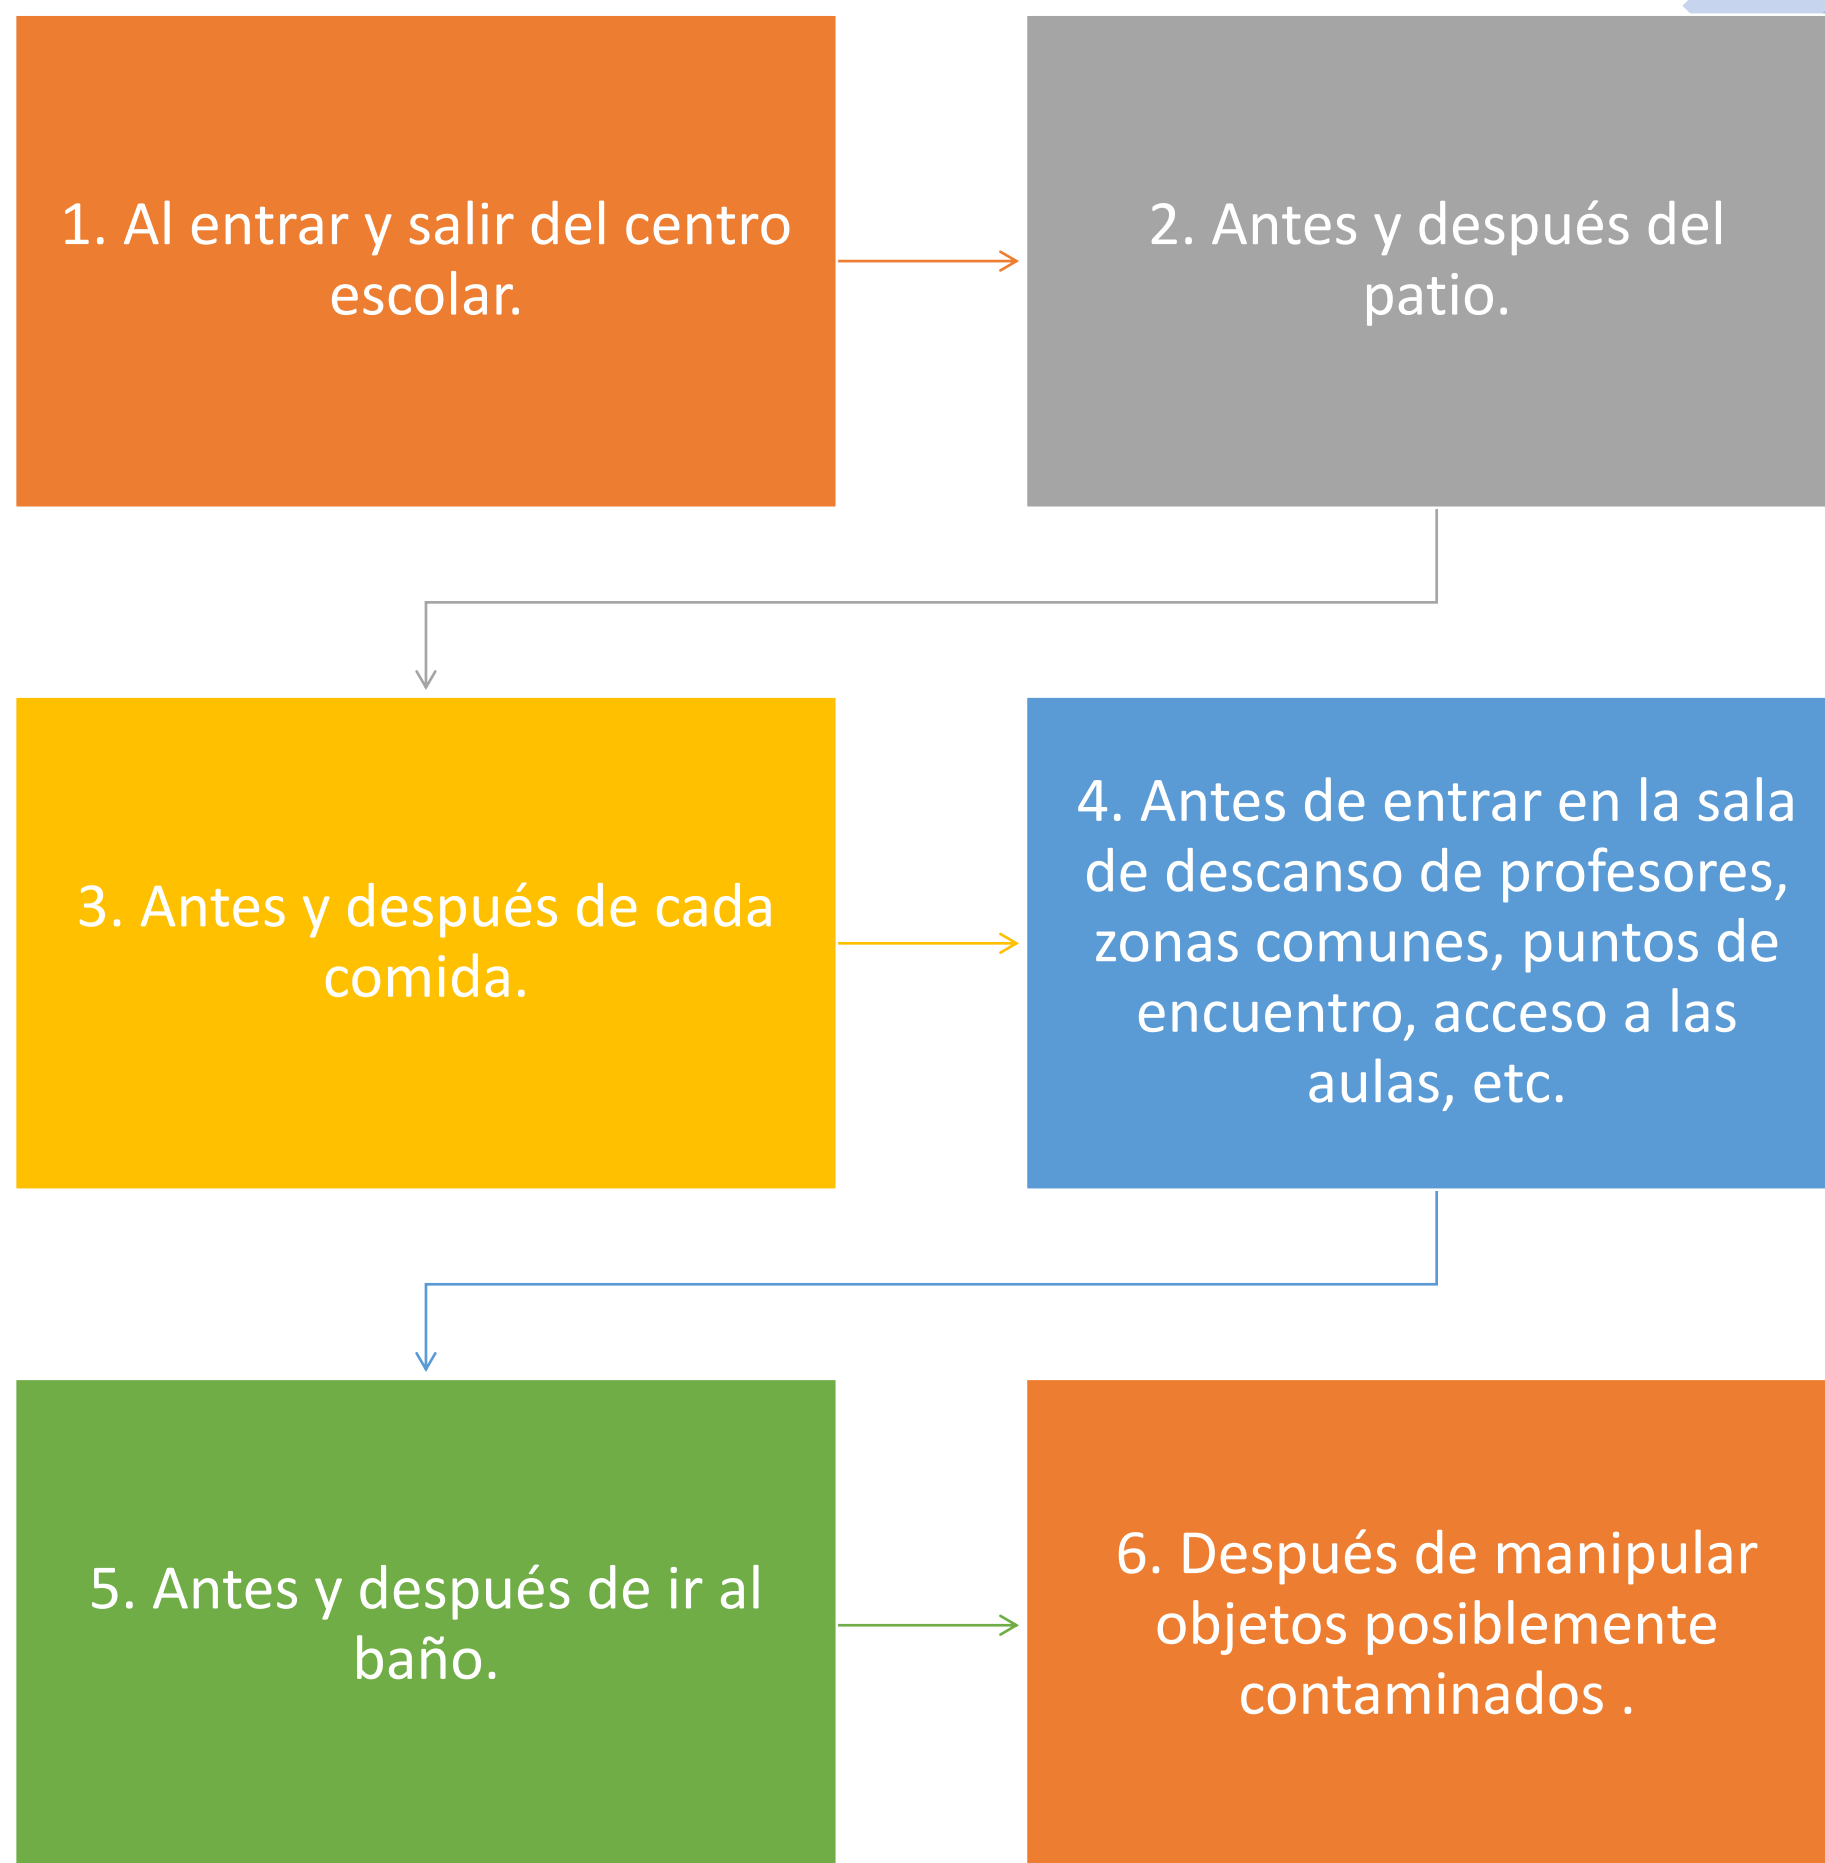 1. Al entrar y salir del centro
escolar.
2. Antes y después del
patio.
3. Antes y después de cada
comida.
4. Antes de entrar en la sala
de descanso de profesores,
zonas comunes, puntos de
encuentro, acceso a las
aulas, etc.
5. Antes y después de ir al
baño.
6. Después de manipular
objetos posiblemente
contaminados .